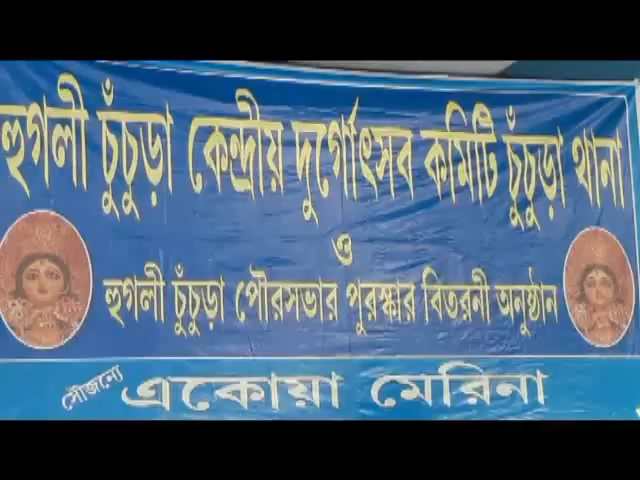 হুগলী চুঁচুড়া কেন্দ্রীয় দুর্গোৎসব কমিটি চুঁচুড়া থানা
ও
হুগলী চুঁচুড়া পৌরসভার পুরস্কার বিতরনী অনুষ্ঠান
সৌজন্যে একোয়া মেরিনা